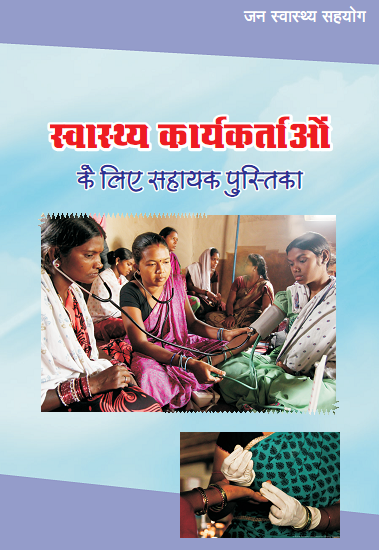 जन स्वास्थ्य सहयोग
स्वास्थ्य कार्यकर्ताओं
के लिए सहायक पुस्तिका